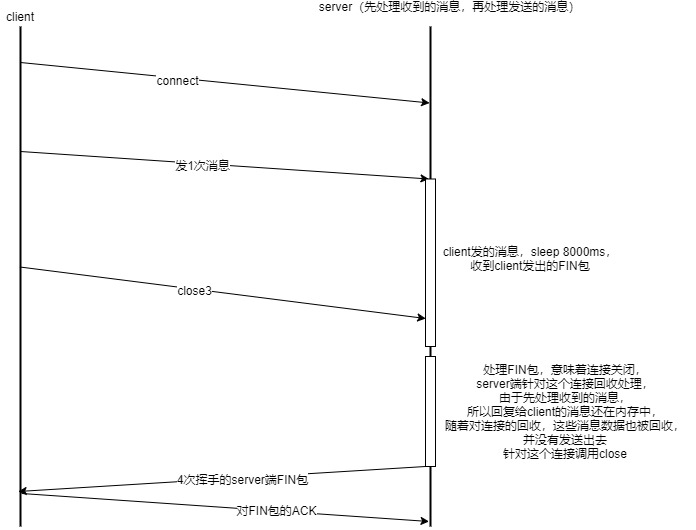 server（先处理收到的消息，再处理发送的消息）
client
connect
发1次消息
client发的消息，sleep 8000ms，
收到client发出的FIN包
close3
处理FIN包，意味着连接关闭，
server端针对这个连接回收处理，
由于先处理收到的消息，
所以回复给client的消息还在内存中，
随着对连接的回收，这些消息数据也被回收，
并没有发送出去
针对这个连接调用close
4次挥手的server端FIN包
对FIN包的ACK